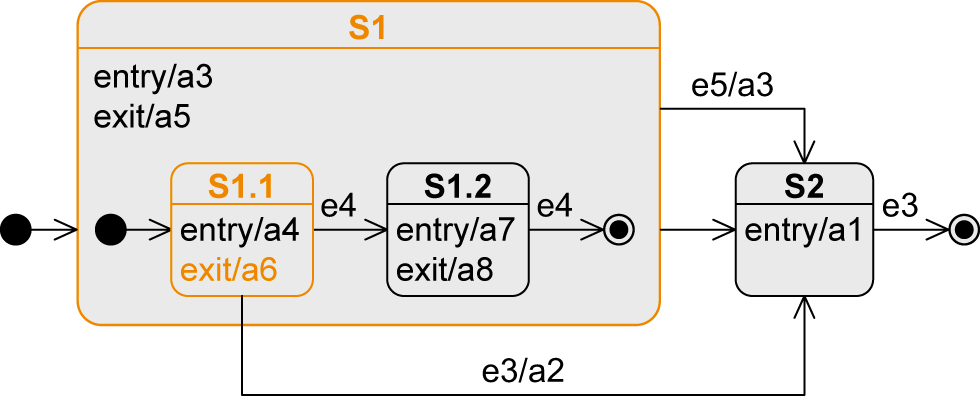 S1
entry/a3
exit/a5
e5/a3
S1.1
entry/a4
exit/a6
e4
S1.2
entry/a7
exit/a8
e4
S2
entry/a1
e3
e3/a2